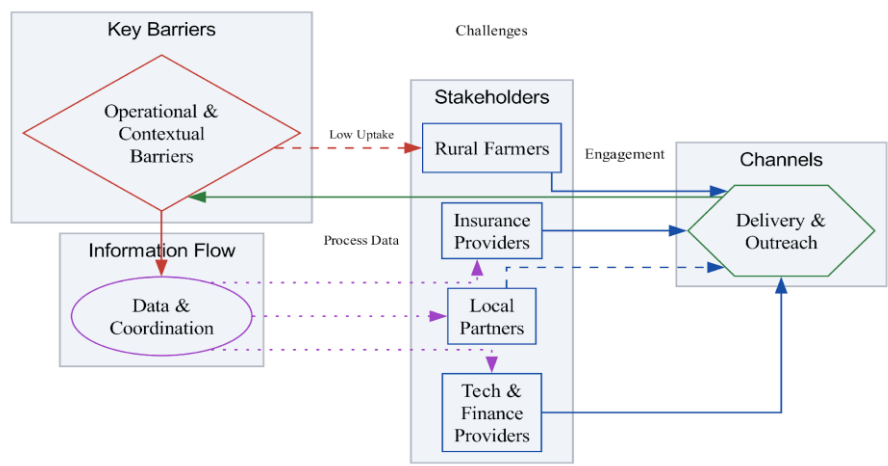 Key Barriers
Challenges
Operational &
Contextual
Barriers
Low Uptake
Stakeholders
Rural Farmers
Engagement
Channels
Delivery &
Outreach
Insurance
Providers
Information Flow
Process Data
Data &
Coordination
Local
Partners
Tech &
Finance
Providers